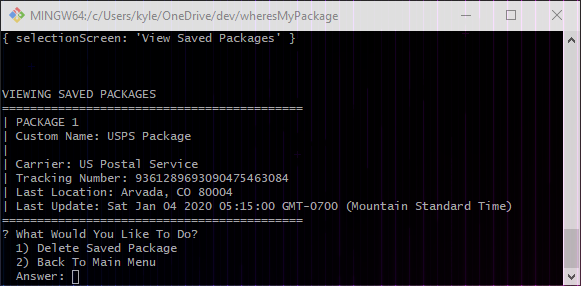 MINGW64:/c/Users/kyle/OneDrive/dev/wheresMyPackage
{ selectionScreen: 'View Saved Packages' }
VIEWING SAVED PACKAGES
===========================================
| PACKAGE 1
| Custom Name: USPS Package
|
| Carrier: US Postal Service
| Tracking Number: 9361289693090475463084
| Last Location: Arvada, CO 80004
| Last Update: Sat Jan 04 2020 05:15:00 GMT-0700 (Mountain Standard Time)
===========================================
? What Would You Like To Do?
1) Delete Saved Package
2) Back To Main Menu
Answer: